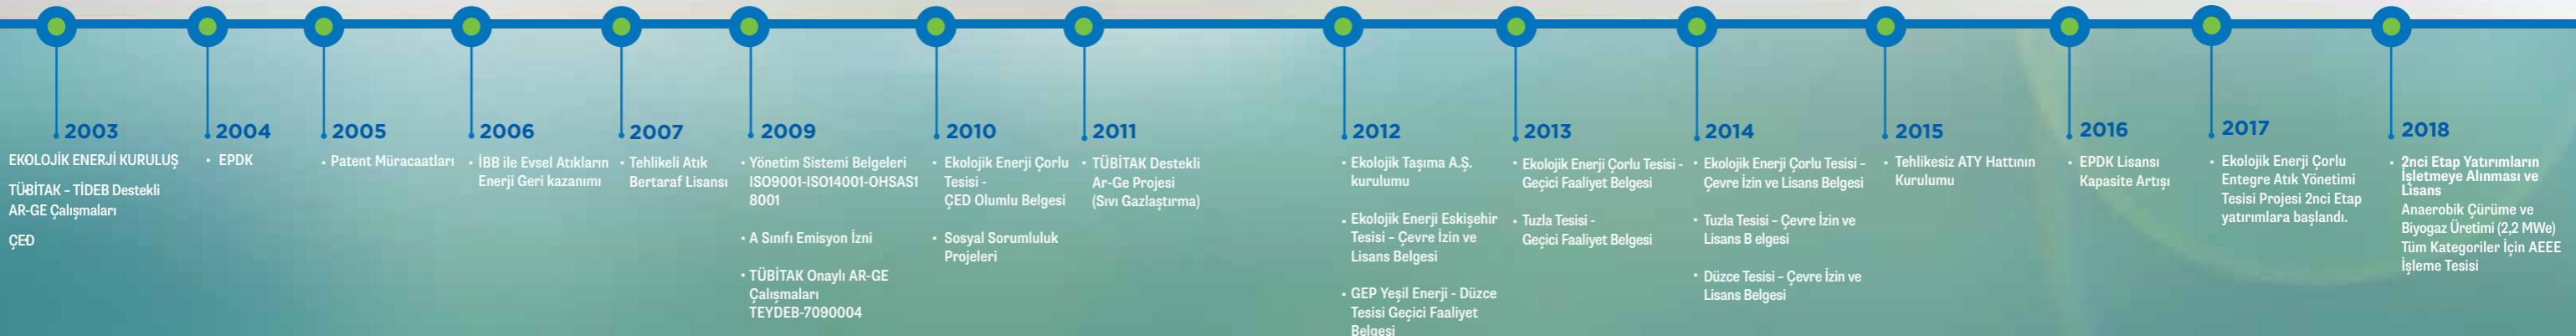 2003
EKOLOJİK ENERJİ KURULUŞ
TÜBİTAK – TİDEB Destekli
AR-GE Çalışmaları
ÇED
2004
• EPDK
2005
• Patent Müracaatları
2006
• İBB ile Evsel Atıkların
Enerji Geri kazanımı
2007
• Tehlikeli Atık
Bertaraf Lisansı
2009
• Yönetim Sistemi Belgeleri
ISO9001-ISO14001-OHSAS1
8001
• A Sınıfı Emisyon İzni
• TÜBİTAK Onaylı AR-GE
Çalışmaları
TEYDEB-7090004
2010
• Ekolojik Enerji Çorlu
Tesisi -
ÇED Olumlu Belgesi
• Sosyal Sorumluluk
Projeleri
2011
• TÜBİTAK Destekli
Ar-Ge Projesi
(Sıvı Gazlaştırma)
2012
• Ekolojik Taşıma A.Ş.
kurulumu
• Ekolojik Enerji Eskişehir
Tesisi – Çevre İzin ve
Lisans Belgesi
• GEP Yeşil Enerji - Düzce
Tesisi Geçici Faaliyet
Belgesi
2013
• Ekolojik Enerji Çorlu Tesisi -
Geçici Faaliyet Belgesi
• Tuzla Tesisi -
Geçici Faaliyet Belgesi
2014
• Ekolojik Enerji Çorlu Tesisi –
Çevre İzin ve Lisans Belgesi
• Tuzla Tesisi – Çevre İzin ve
Lisans B elgesi
• Düzce Tesisi – Çevre İzin ve
Lisans Belgesi
2015
• Tehlikesiz ATY Hattının
Kurulumu
2016
• EPDK Lisansı
Kapasite Artışı
2017
• Ekolojik Enerji Çorlu
Entegre Atık Yönetimi
Tesisi Projesi 2nci Etap
yatırımlara başlandı.
2018
• 2nci Etap Yatırımların
İşletmeye Alınması ve
Lisans
Anaerobik Çürüme ve
Biyogaz Üretimi (2,2 MWe)
Tüm Kategoriler İçin AEEE
İşleme Tesisi